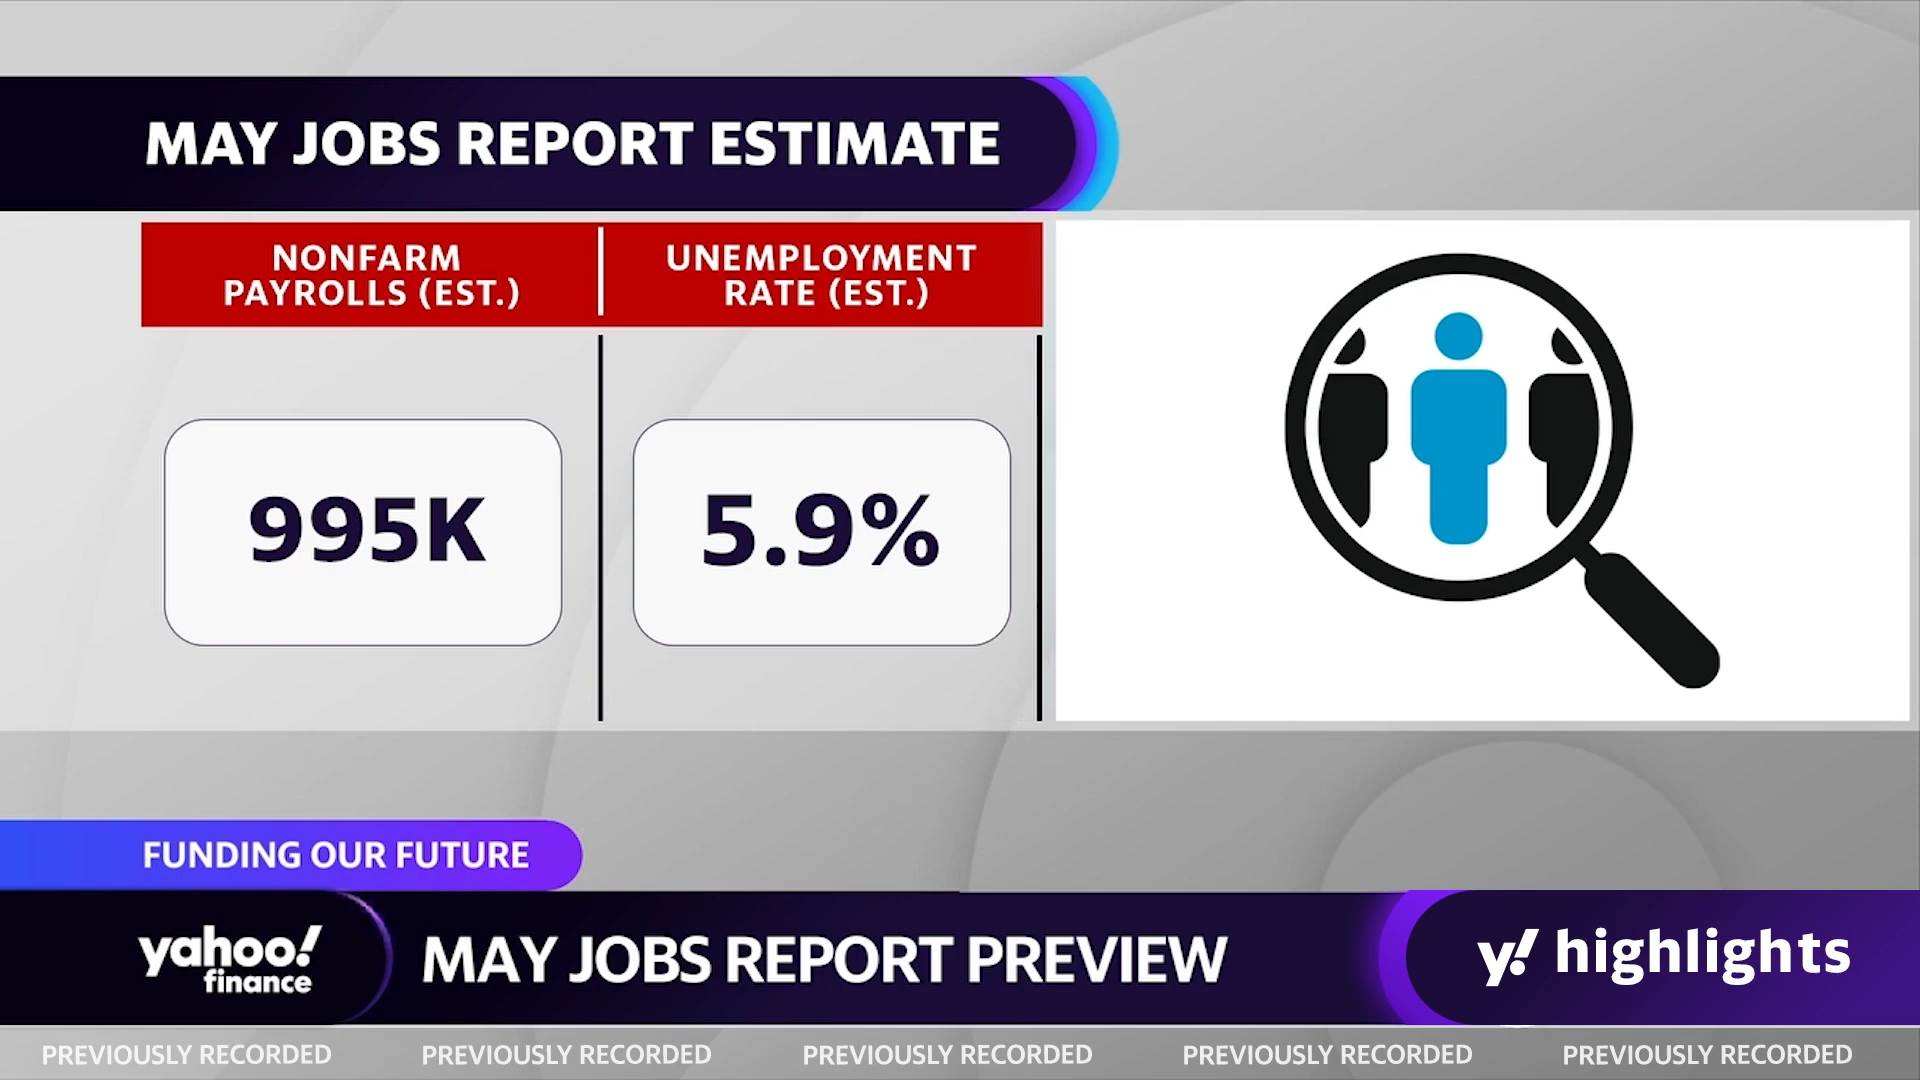 MAY JOBS REPORT ESTIMATE
NONFARM
PAYROLLS (EST.)
UNEMPLOYMENT
RATE (EST.)
995K
5.9%
FUNDING OUR FUTURE
yahoo!
finance
MAY JOBS REPORT PREVIEW
y! highlights
PREVIOUSLY RECORDED PREVIOUSLY RECORDED PREVIOUSLY RECORDED PREVIOUSLY RECORDED PREVIOUSLY RECORDED